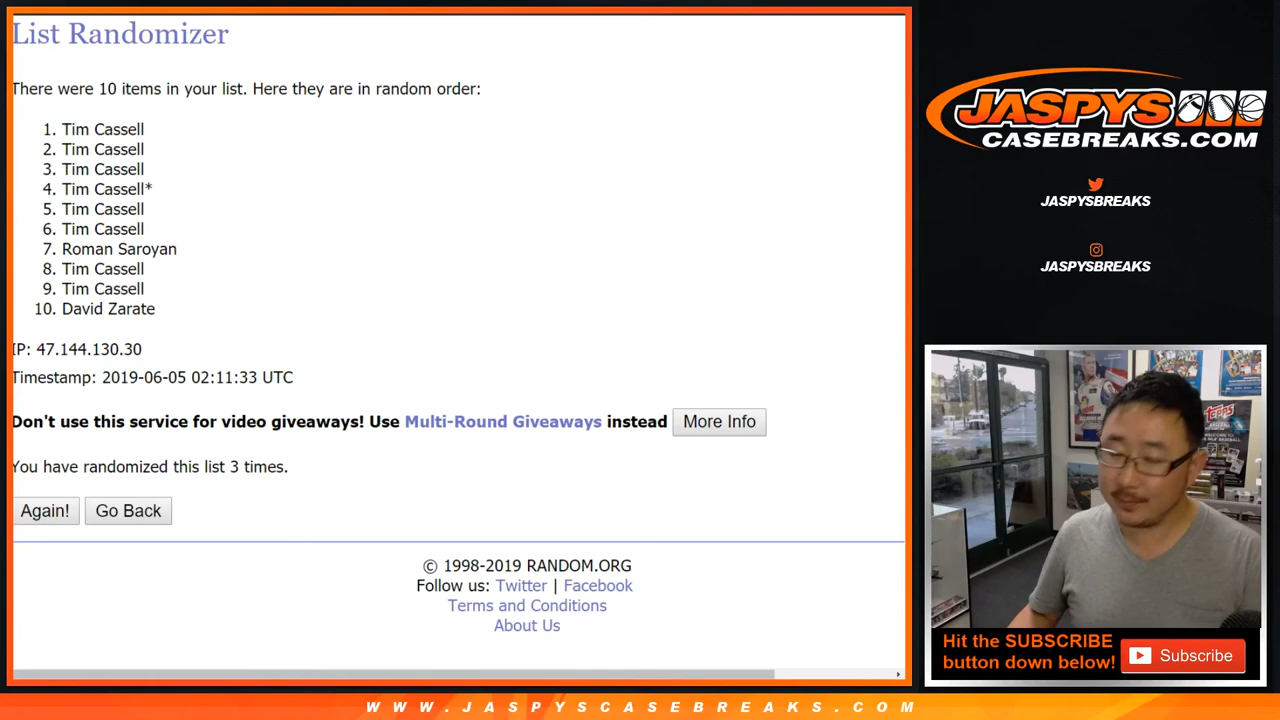 List Randomizer
There were 10 items in your list. Here they are in random order:
1. Tim Cassell
2. Tim Cassell
3. Tim Cassell
4. Tim Cassell*
5. Tim Cassell
6. Tim Cassell
7. Roman Saroyan
8. Tim Cassell
9. Tim Cassell
10. David Zarate
IP: 47.144.130.30
Timestamp: 2019-06-05 02:11:33 UTC
Don't use this service for video giveaways! Use Multi-Round Giveaways instead More Info
You have randomized this list 3 times.
Again! Go Back
© 1998-2019 RANDOM.ORG
Follow us: Twitter | Facebook
Terms and Conditions
About Us
JASPYS
CASEBREAKS.COM
JASPYSBREAKS
JASPYSBREAKS
Topps
Hit the SUBSCRIBE
button down below!
Subscribe
WWW.JASPYSCASEBREAKS.COM